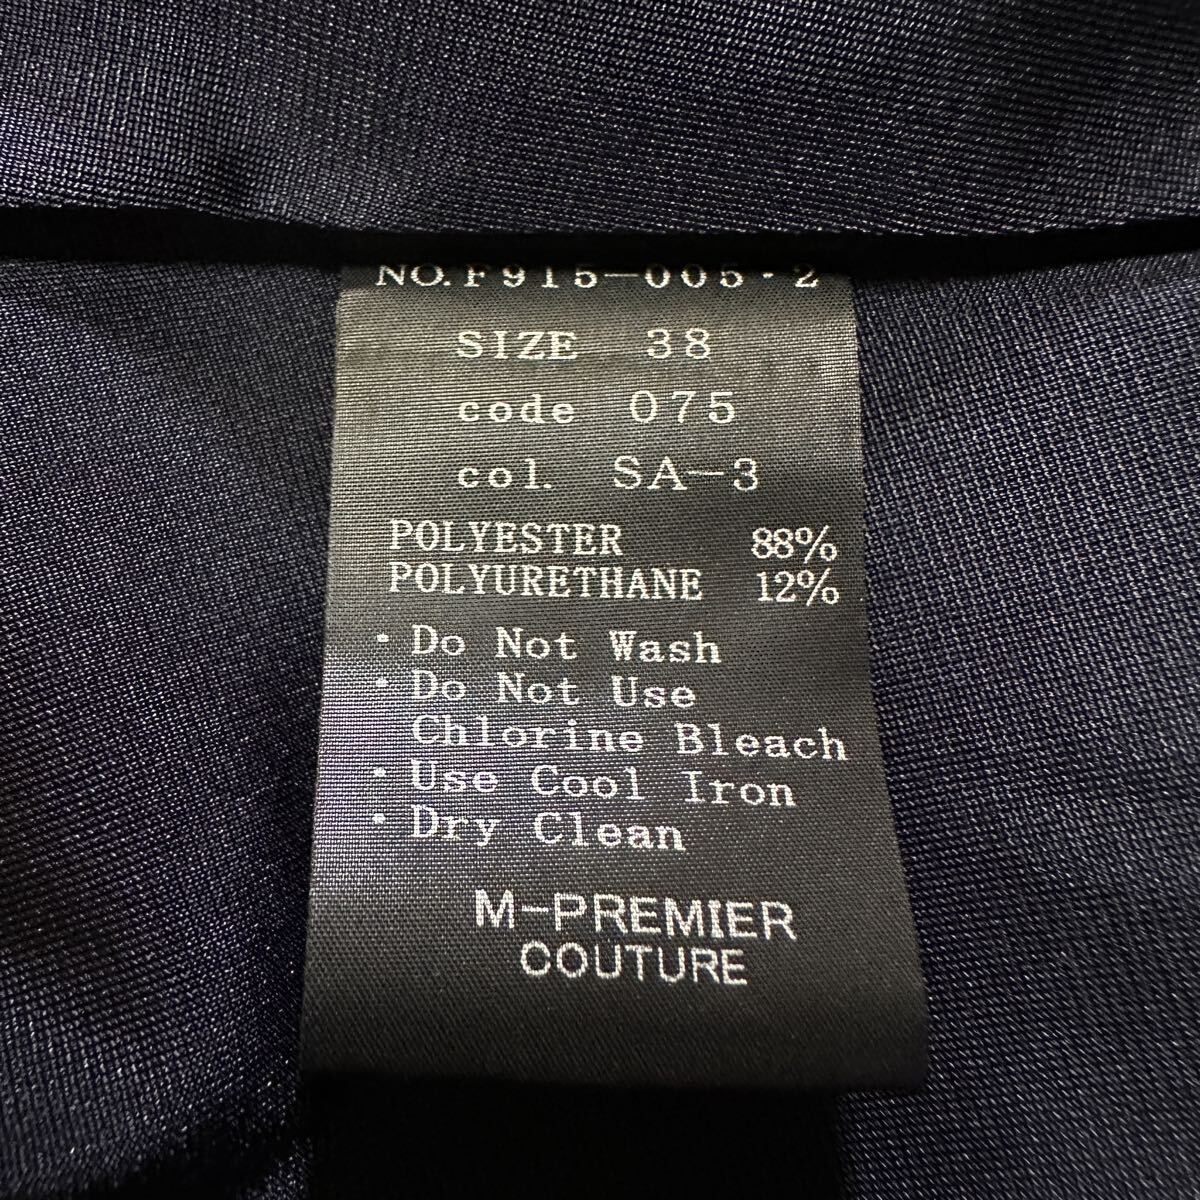 NO. F915-005・2
SIZE 38
code 075
col. SA-3
POLYESTER 88%
POLYURETHANE 12%
・Do Not Wash
・Do Not Use
Chlorine Bleach
・Use Cool Iron
・Dry Clean
M-PREMIER
COUTURE